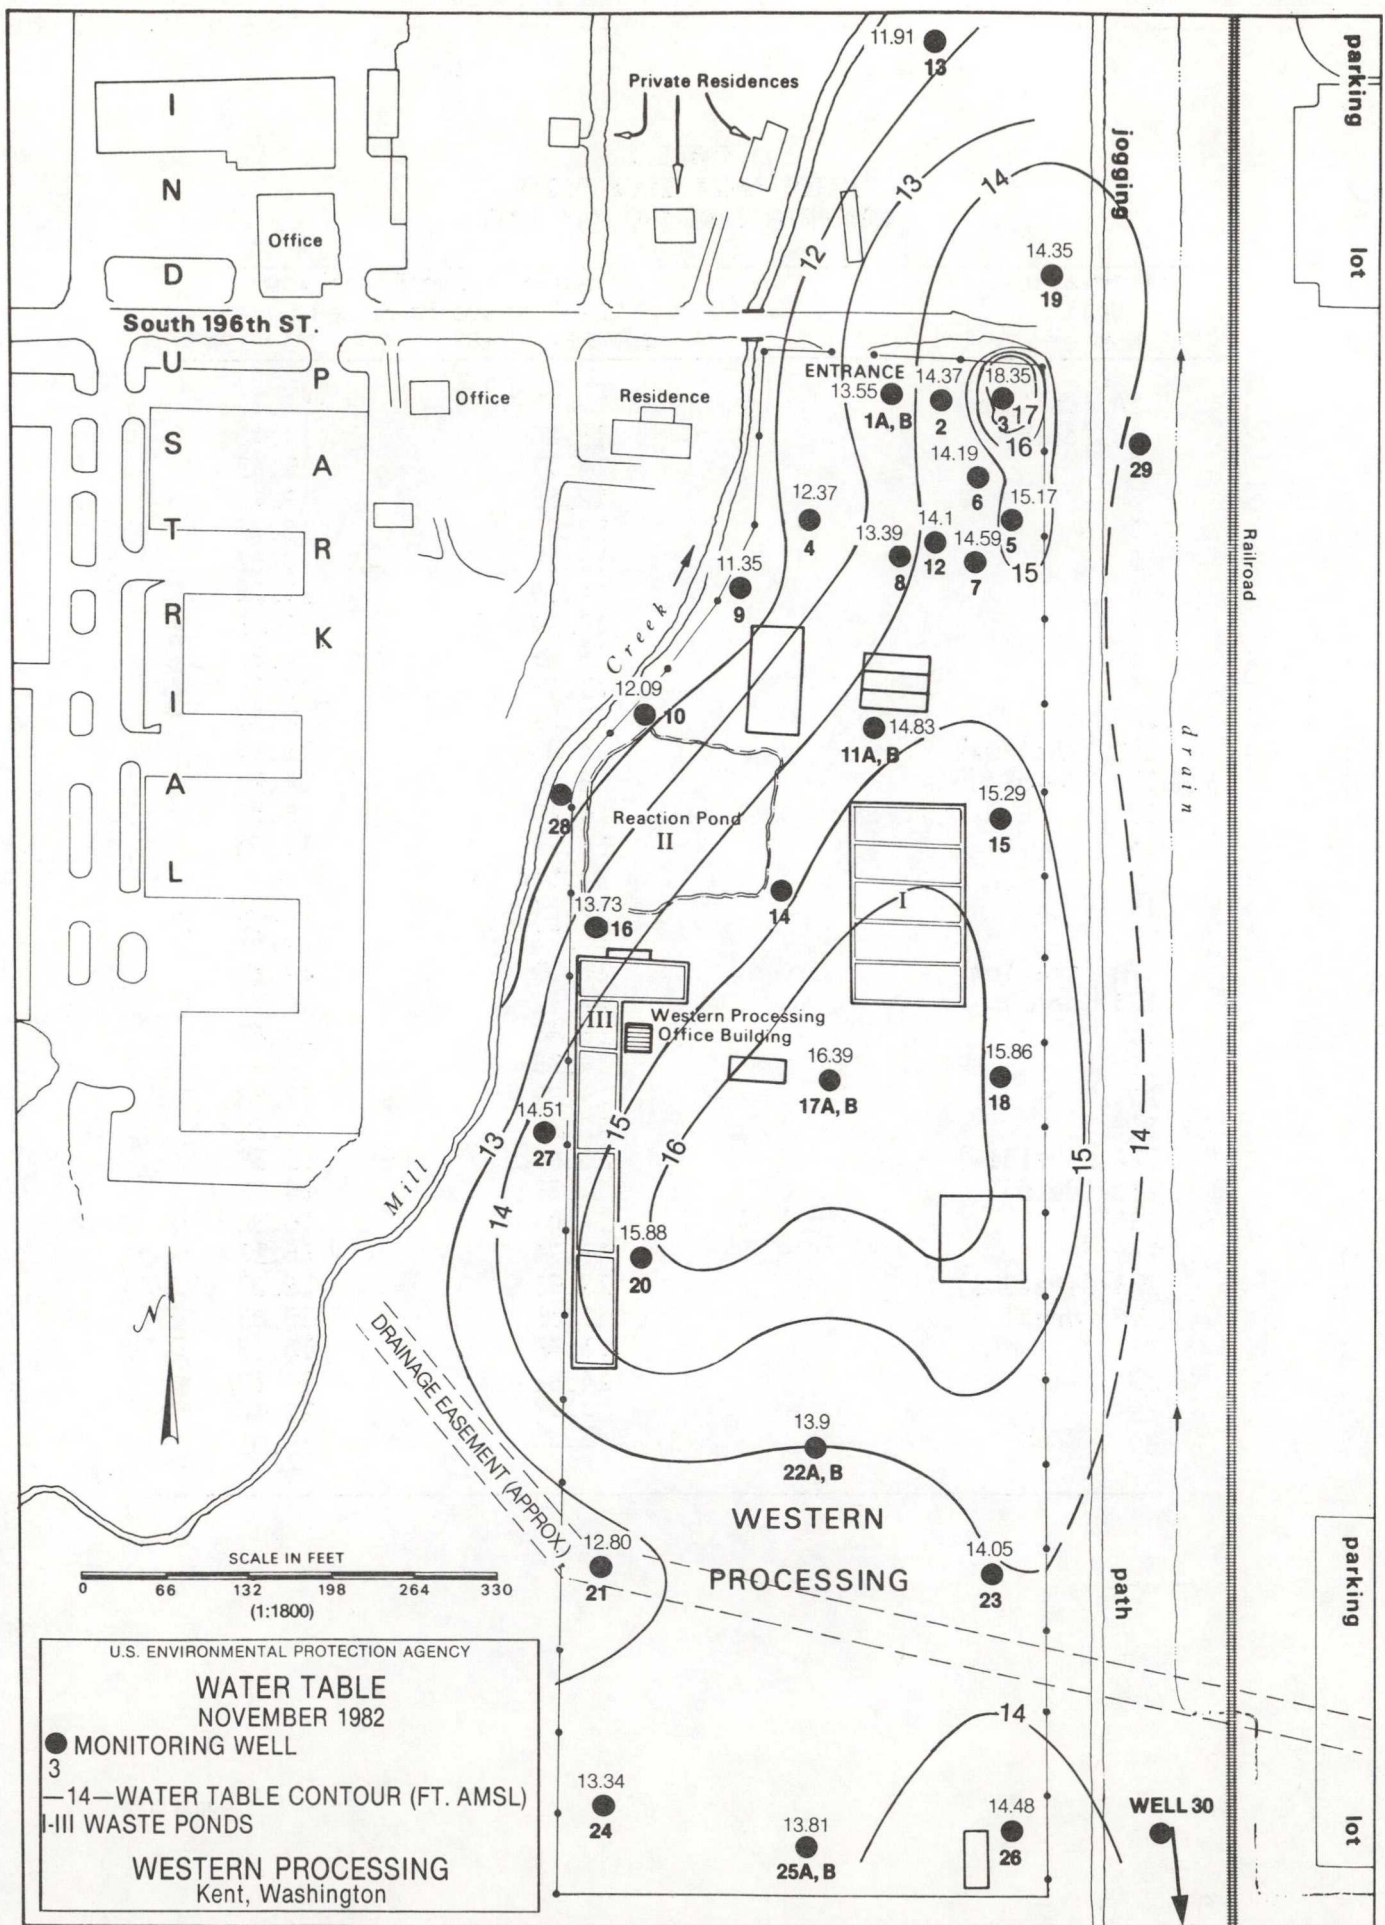 11.91
13
parking
lot
Private Residences
jogging
INDUSTRIAL
PARK
Office
13
14
12
14.35
19
South 196th ST.
ENTRANCE
13.55
1A, B
14.37
2
18.35
3
17
16
Office
Residence
14.19
6
29
12.37
4
15.17
5
14.1
12
13.39
8
14.59
7
15
11.35
9
Railroad
Creek
12.09
10
14.83
11A, B
drain
15.29
15
28
Reaction Pond
II
14
I
13.73
16
III
Western Processing
Office Building
16.39
17A, B
15.86
18
14.51
27
13
15
16
15
14
Mill
14
15.88
20
N
DRAINAGE EASEMENT (APPROX.)
13.9
22A, B
WESTERN
PROCESSING
12.80
21
14.05
23
path
parking
lot
SCALE IN FEET
0 66 132 198 264 330
(1:1800)
U.S. ENVIRONMENTAL PROTECTION AGENCY
WATER TABLE
NOVEMBER 1982
MONITORING WELL
3
—14—WATER TABLE CONTOUR (FT. AMSL)
I-III WASTE PONDS
WESTERN PROCESSING
Kent, Washington
14
13.34
24
13.81
25A, B
14.48
26
WELL 30